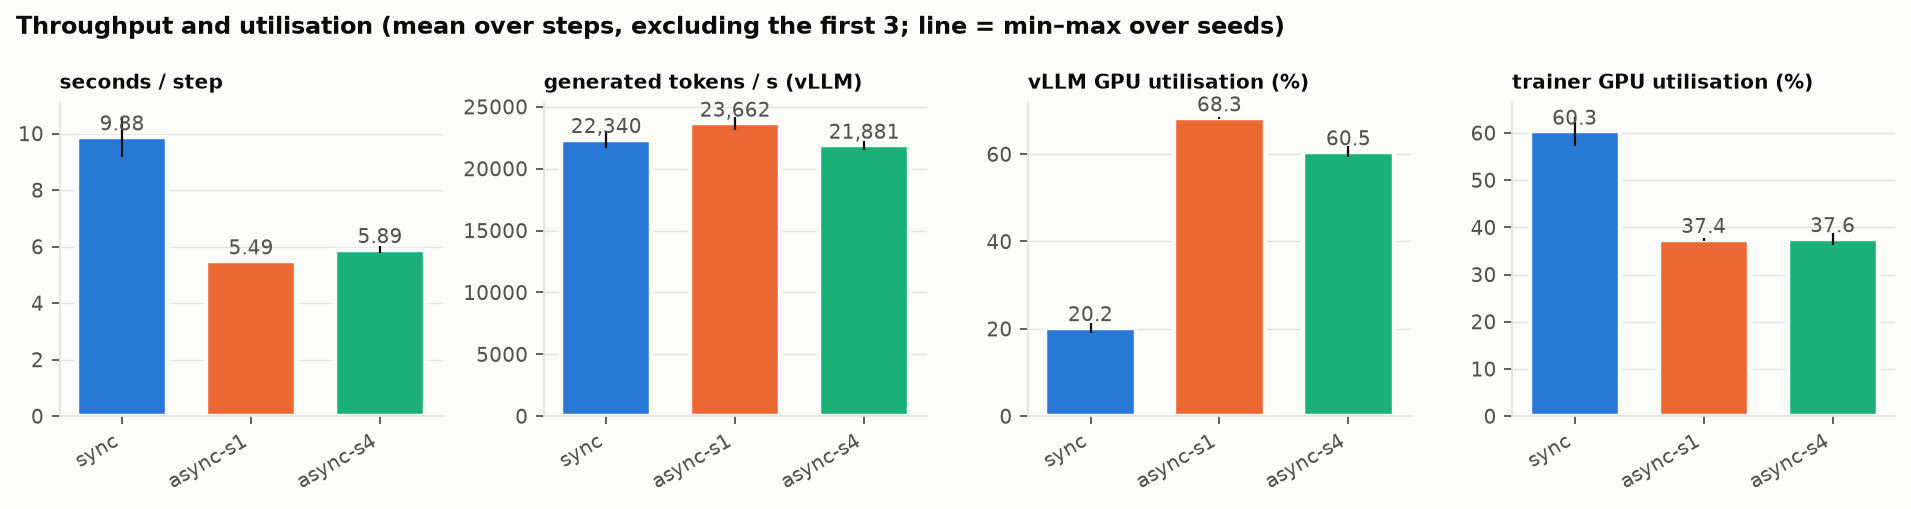 Throughput and utilisation (mean over steps, excluding the first 3; line = min–max over seeds)
seconds / step
10
8
6
4
2
0
9.88
5.49
5.89
sync
async-s1
async-s4
generated tokens / s (vLLM)
25000
20000
15000
10000
5000
0
22,340
23,662
21,881
sync
async-s1
async-s4
vLLM GPU utilisation (%)
60
40
20
0
20.2
68.3
60.5
sync
async-s1
async-s4
trainer GPU utilisation (%)
60
50
40
30
20
10
0
60.3
37.4
37.6
sync
async-s1
async-s4